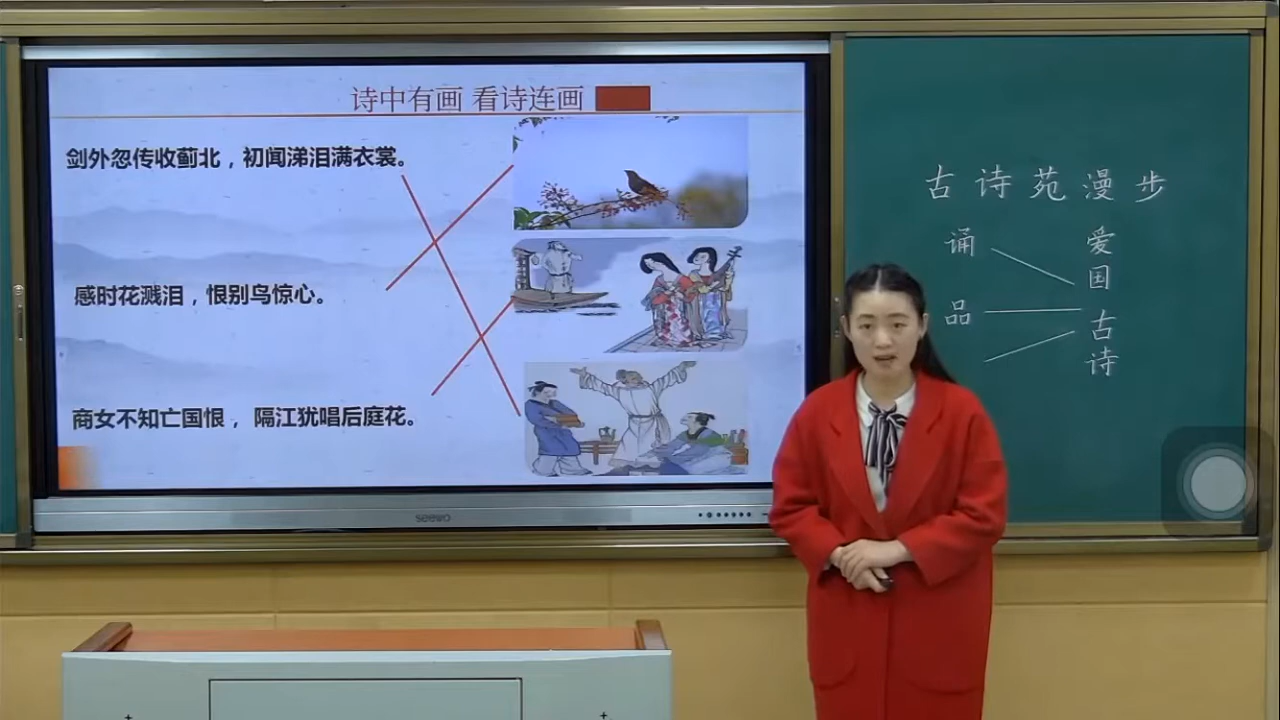 诗中有画 看诗连画
剑外忽传收蓟北，初闻涕泪满衣裳。
感时花溅泪，恨别鸟惊心。
商女不知亡国恨， 隔江犹唱后庭花。
seewo
古诗苑漫步
诵
品
爱
国
古
诗